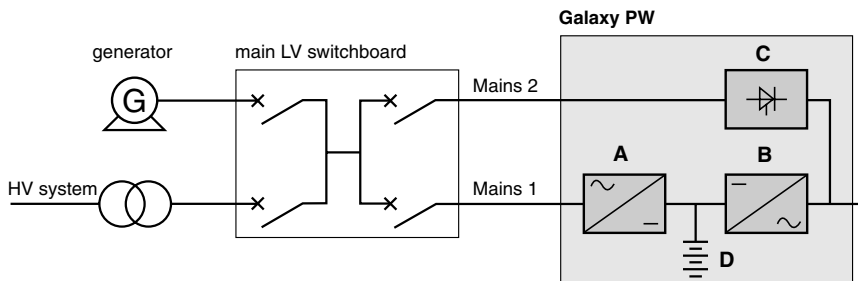 Galaxy PW
generator
main LV switchboard
C
G
Mains 2
A
B
HV system
Mains 1
D